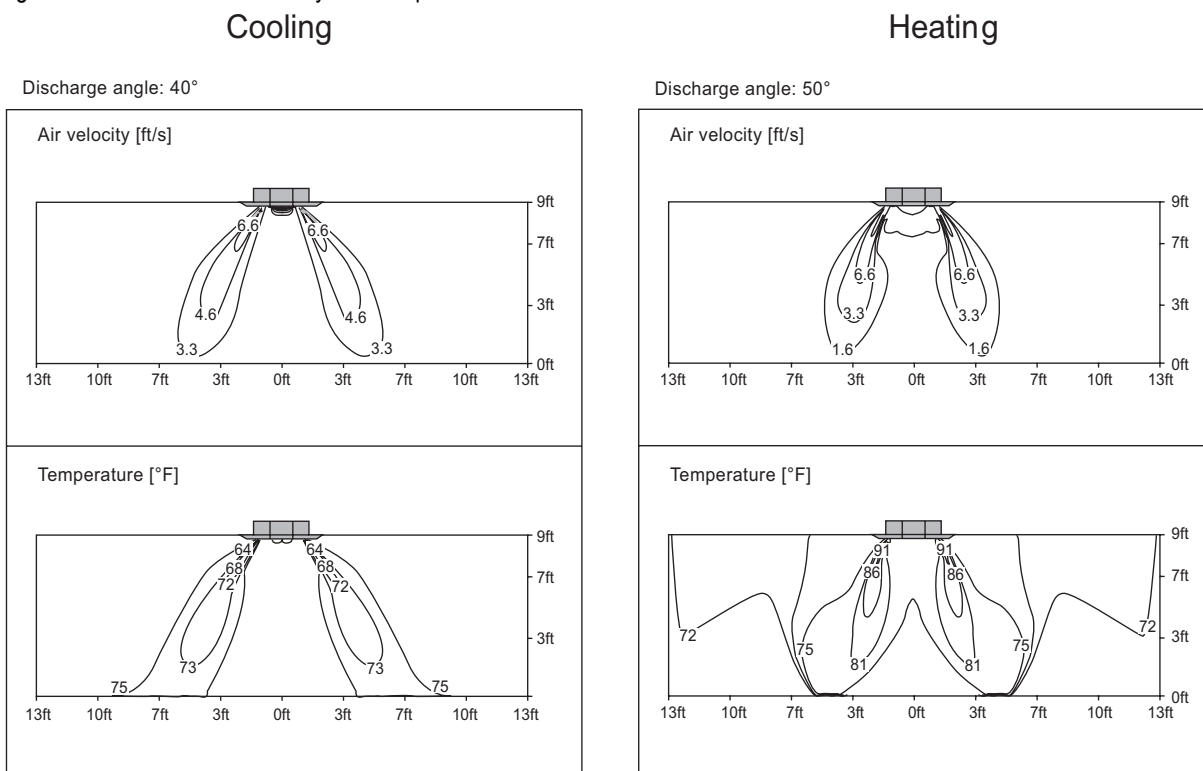 Cooling
Heating
Discharge angle: 40°
Discharge angle: 50°
Air velocity [ft/s]
6.6 6.6
4.6 4.6
3.3 3.3
9ft
7ft
3ft
0ft
13ft 10ft 7ft 3ft 0ft 3ft 7ft 10ft 13ft
Air velocity [ft/s]
6.6 6.6
3.3 3.3
1.6 1.6
9ft
7ft
3ft
0ft
13ft 10ft 7ft 3ft 0ft 3ft 7ft 10ft 13ft
Temperature [°F]
64 64
68 68
72 72
73 73
75 75
9ft
7ft
3ft
0ft
13ft 10ft 7ft 3ft 0ft 3ft 7ft 10ft 13ft
Temperature [°F]
91 91
86 86
72 72
75 75
81 81
9ft
7ft
3ft
0ft
13ft 10ft 7ft 3ft 0ft 3ft 7ft 10ft 13ft